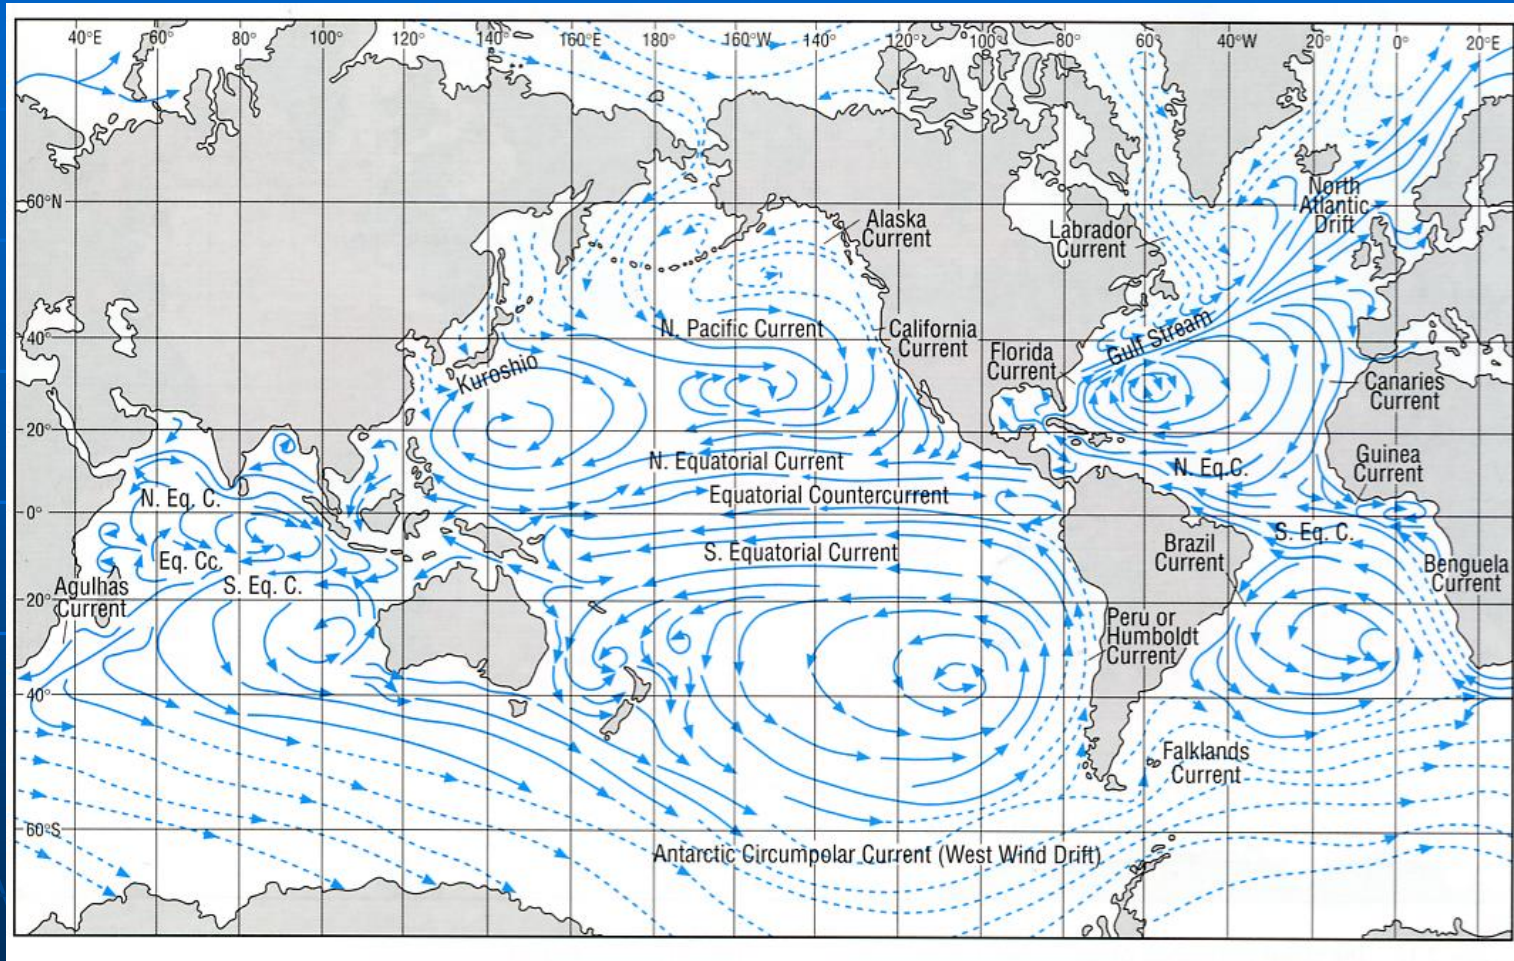 40°E 60° 80° 100° 120° 140° 160°E 180° 160°W 140° 120° 100° 80° 60° 40°W 20° 0° 20°E
60°N
40°
20°
0°
20°
40°
60°S
Alaska
Current
Labrador
Current
North
Atlantic
Drift
N. Pacific Current
California
Current
Kuroshio
Florida
Current
Gulf Stream
Canaries
Current
N. Equatorial Current
Equatorial Countercurrent
S. Equatorial Current
N. Eq.C.
Guinea
Current
S. Eq. C.
N. Eq. C.
Eq. Cc.
S. Eq. C.
Agulhas
Current
Brazil
Current
Benguela
Current
Peru or
Humboldt
Current
Falklands
Current
Antarctic Circumpolar Current (West Wind Drift)